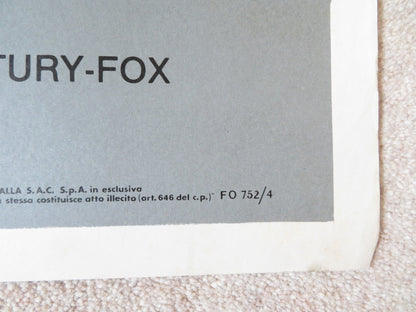 TURY-FOX
ALLA S.A.C. S.p.A. in esclusiva
stessa costituisce atto illecito (art. 646 del c.p.)" FO 752/4